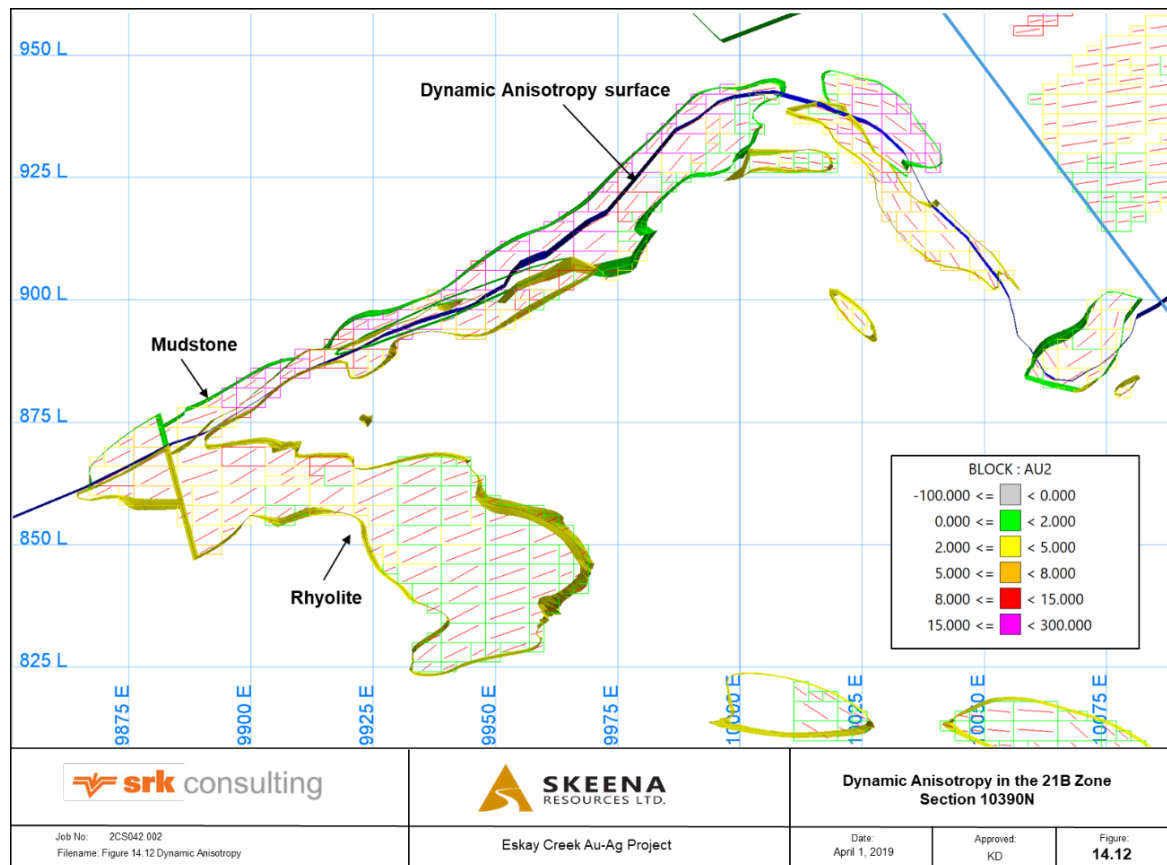 950 L
Dynamic Anisotropy surface
925 L
900 L
Mudstone
875 L
850 L
Rhyolite
825 L
9875 E
9900 E
9925 E
9950 E
9975 E
10000 E
10025 E
10050 E
10075 E
BLOCK : AU2
-100.000 <= < 0.000
0.000 <= < 2.000
2.000 <= < 5.000
5.000 <= < 8.000
8.000 <= < 15.000
15.000 <= < 300.000
srk consulting
SKEENA
RESOURCES LTD.
Dynamic Anisotropy in the 21B Zone
Section 10390N
Job No: 2CS042.002
Filename: Figure 14.12 Dynamic Anisotropy
Eskay Creek Au-Ag Project
Date:
April 1, 2019
Approved:
KD
Figure:
14.12